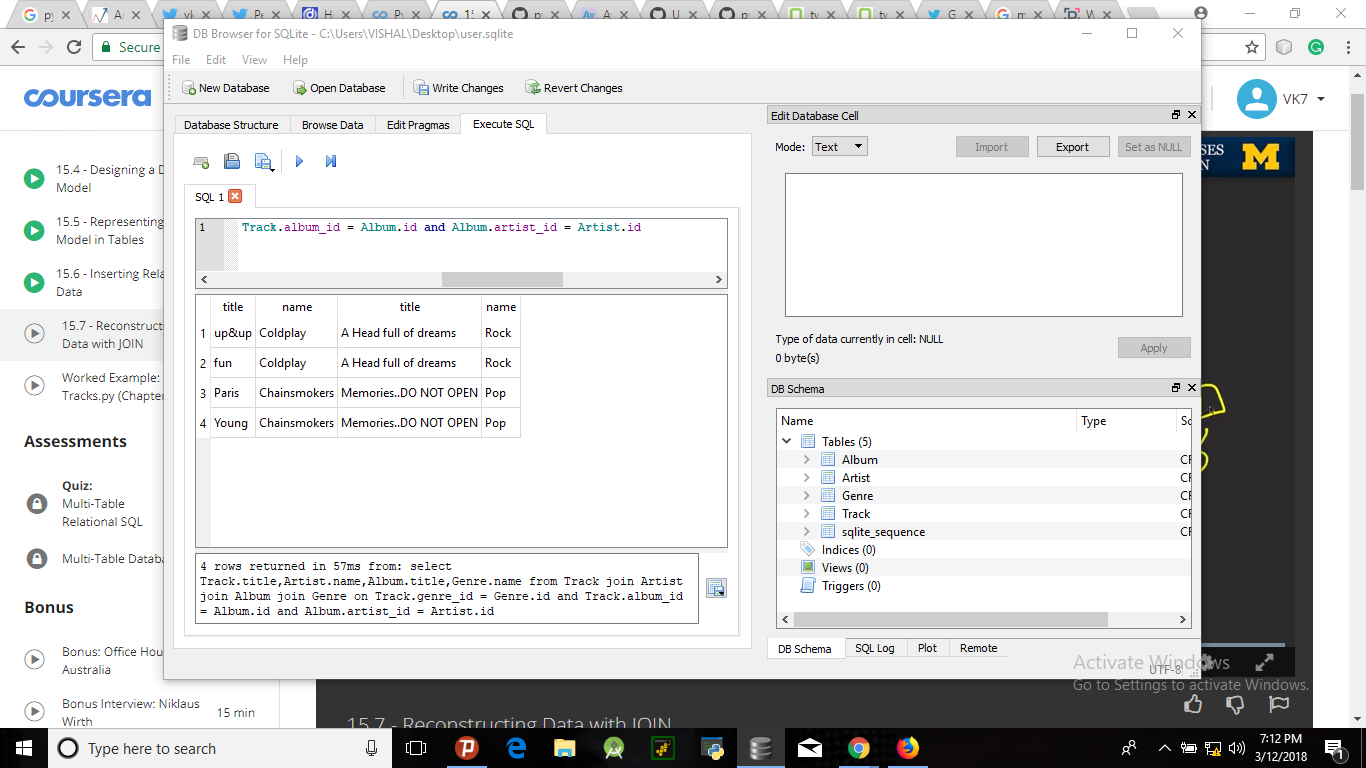 DB Browser for SQLite - C:\Users\VISHAL\Desktop\user.sqlite
Secure
File Edit View Help
New Database Open Database Write Changes Revert Changes
coursera
VK7
Database Structure Browse Data Edit Pragmas Execute SQL
Edit Database Cell
Mode: Text Import Export Set as NULL
SQL 1
1 Track.album_id = Album.id and Album.artist_id = Artist.id
title name title name
1 up&up Coldplay A Head full of dreams Rock
2 fun Coldplay A Head full of dreams Rock
3 Paris Chainsmokers Memories..DO NOT OPEN Pop
4 Young Chainsmokers Memories..DO NOT OPEN Pop
4 rows returned in 57ms from: select
Track.title,Artist.name,Album.title,Genre.name from Track join Artist
join Album join Genre on Track.genre_id = Genre.id and Track.album_id
= Album.id and Album.artist_id = Artist.id
Type of data currently in cell: NULL
0 byte(s)
Apply
DB Schema
Name Type
Tables (5)
Album
Artist
Genre
Track
sqlite_sequence
Indices (0)
Views (0)
Triggers (0)
DB Schema SQL Log Plot Remote
UTF-8
15.4 - Designing a D
Model
15.5 - Representing
Model in Tables
15.6 - Inserting Rela
Data
15.7 - Reconstruct
Data with JOIN
Worked Example:
Tracks.py (Chapter
Assessments
Quiz:
Multi-Table
Relational SQL
Multi-Table Databa
Bonus
Bonus: Office Hou
Australia
Bonus Interview: Niklaus
Wirth
15 min
15.7 - Reconstructing Data with JOIN
Activate Windows
Go to Settings to activate Windows.
Type here to search
7:12 PM
3/12/2018
1